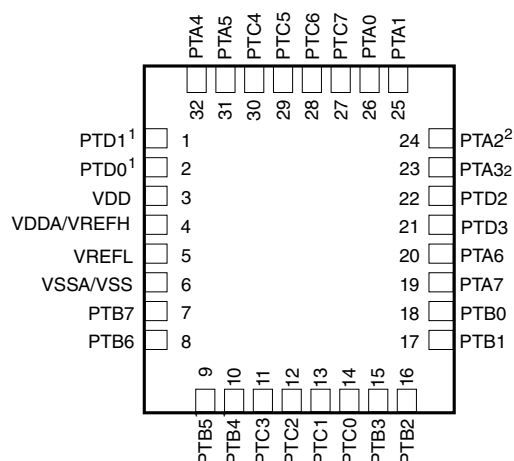 PTA4 PTA5 PTC4 PTC5 PTC6 PTC7 PTA0 PTA1
32 31 30 29 28 27 26 25
PTD1¹ 1
PTD0¹ 2
VDD 3
VDDA/VREFH 4
VREFL 5
VSSA/VSS 6
PTB7 7
PTB6 8
24 PTA2²
23 PTA32
22 PTD2
21 PTD3
20 PTA6
19 PTA7
18 PTB0
17 PTB1
9 10 11 12 13 14 15 16
PTB5 PTB4 PTC3 PTC2 PTC1 PTC0 PTB3 PTB2